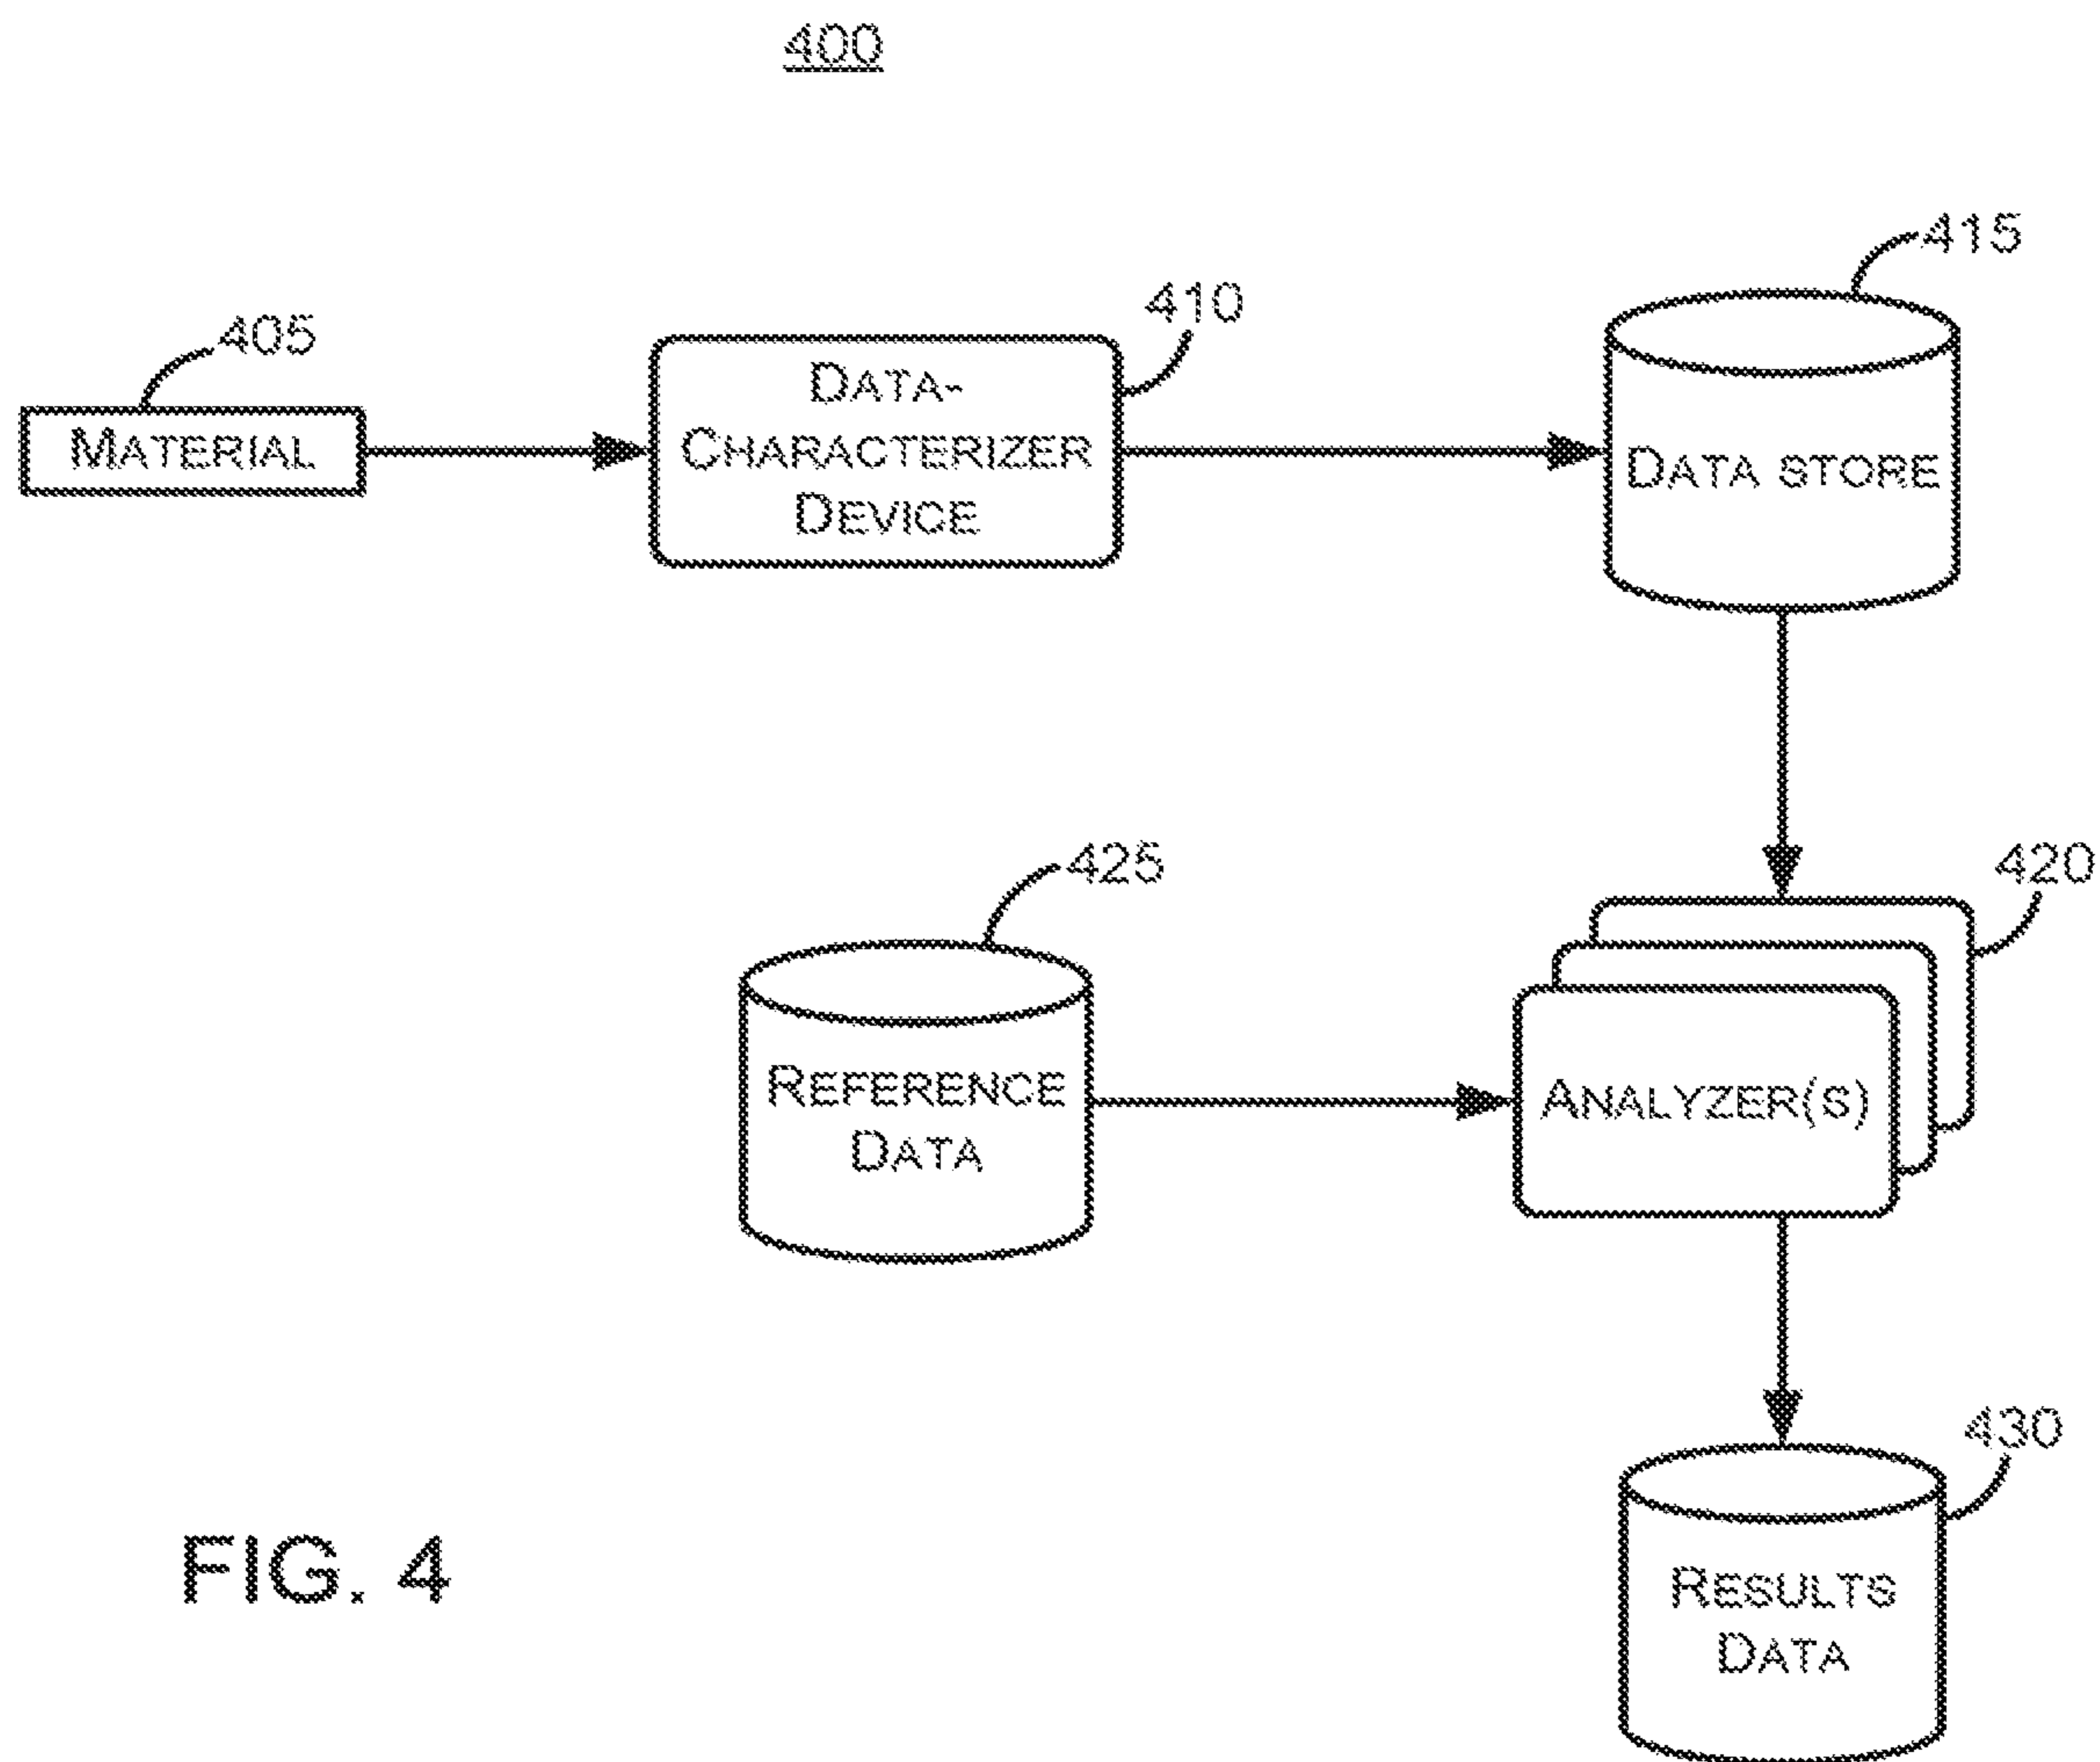 400
415
410
405
DATA-
CHARACTERIZER
DEVICE
MATERIAL
DATA STORE
425
420
REFERENCE
DATA
ANALYZER(S)
430
FIG. 4
RESULTS
DATA